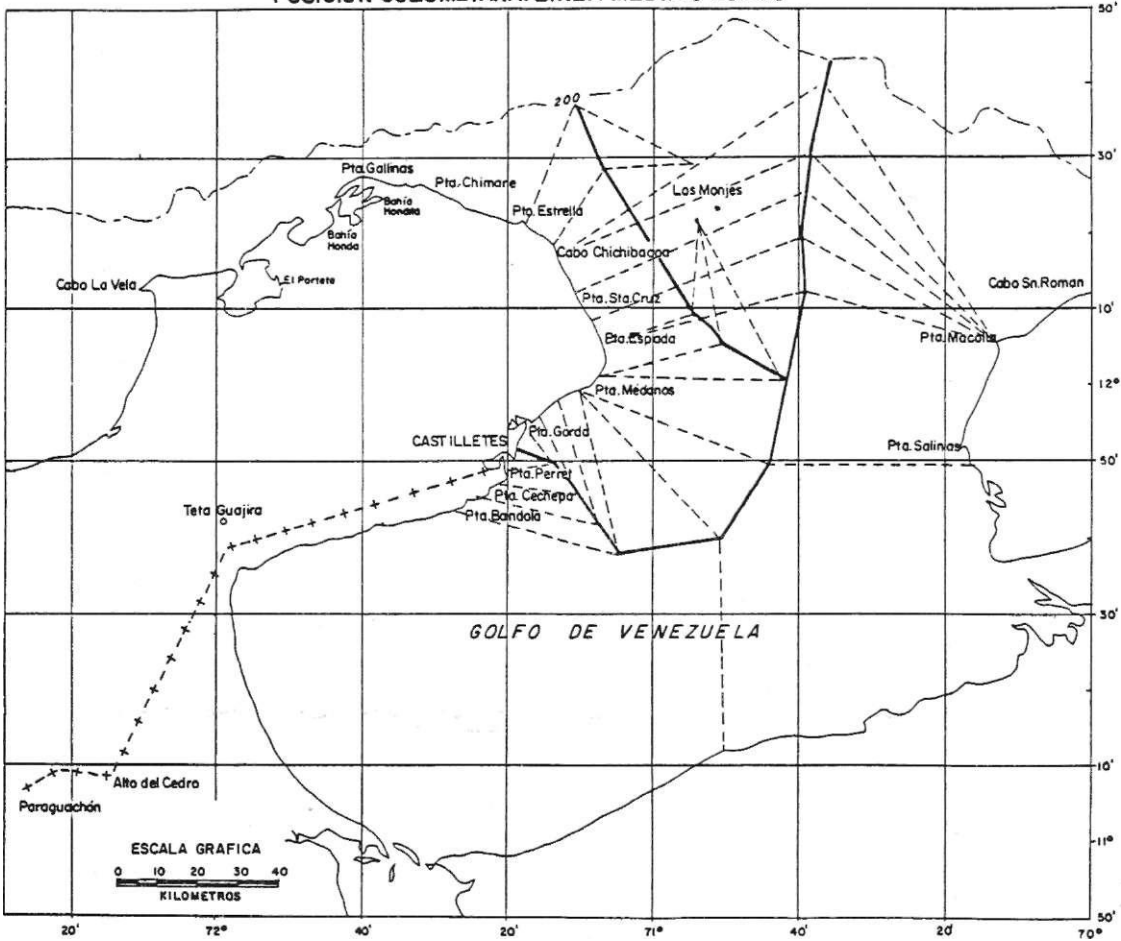 50'
200
30'
Pta. Gallinas
Pta. Chimare
Bahía Hondita
Bahía Honda
Pta. Estrella
Los Monjes
Cabo Chichibacoa
Cabo La Vela
El Portete
Cabo Sn. Roman
Pta. Sta. Cruz
10'
Pta. Espada
Pta. Macolla
12°
Pta. Médanos
Pta. Gorda
CASTILLETES
Pta. Salinas
50'
Pta. Perret
Pta. Cechepa
Teta Guajira
Pta. Bandola
30'
GOLFO DE VENEZUELA
10'
Alto del Cedro
Paraguachón
11°
ESCALA GRAFICA
0 10 20 30 40
KILOMETROS
50'
20' 72° 40' 20' 71° 40' 20' 70°